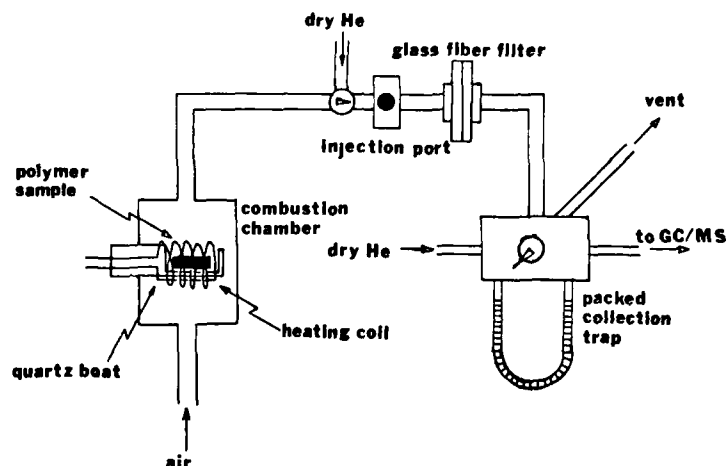 dry He
glass fiber filter
vent
injection port
polymer
sample
combustion
chamber
to GC/MS
dry He
packed
collection
trap
heating coil
quartz boat
air